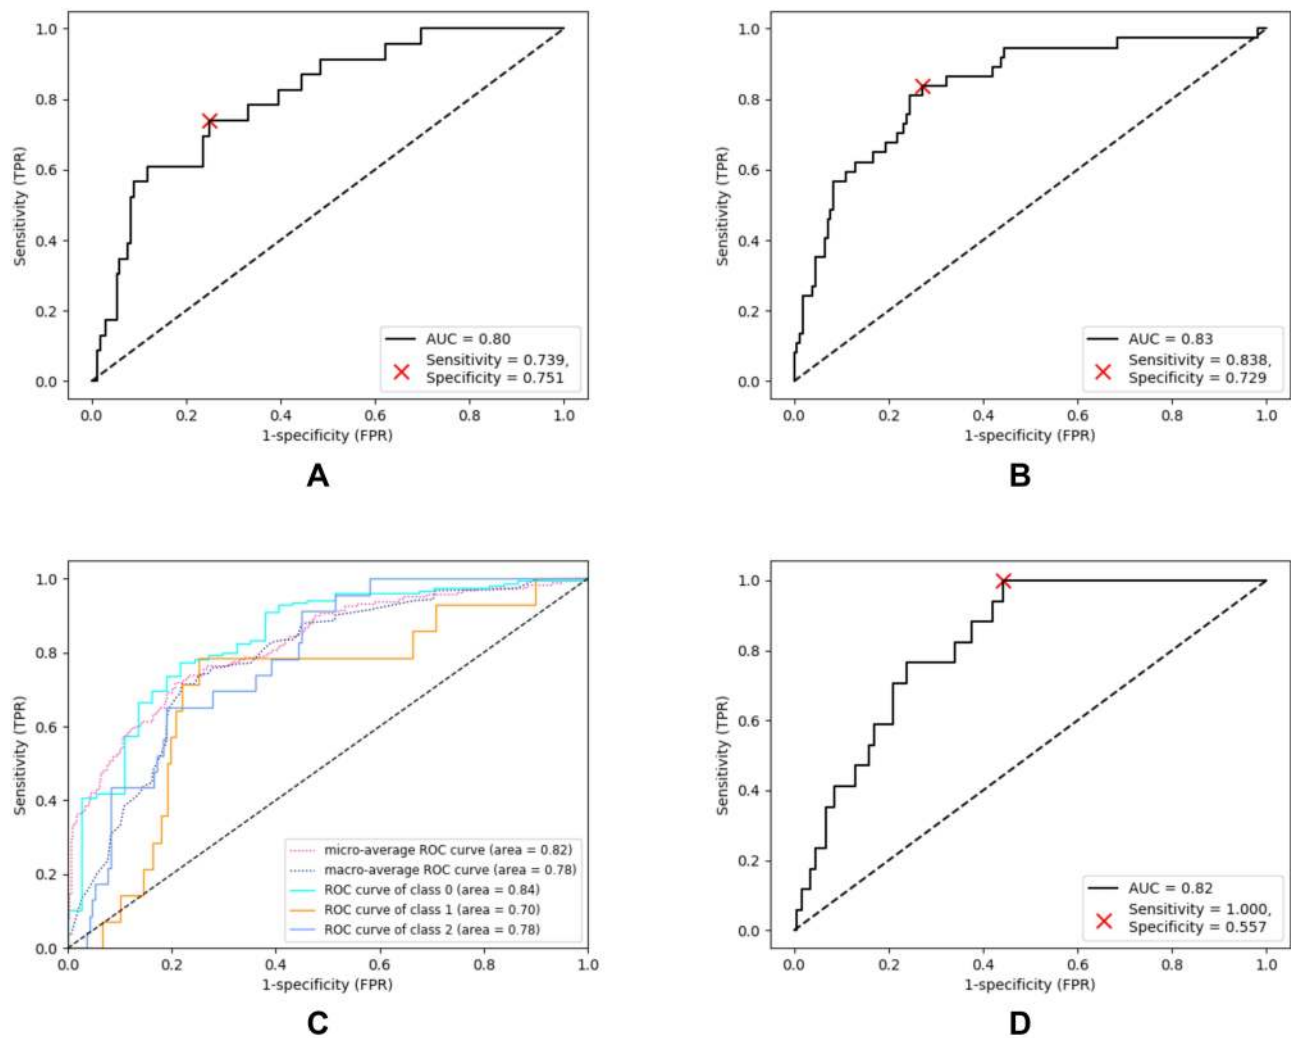 1.0
0.8
0.6
0.4
0.2
0.0
Sensitivity (TPR)
AUC = 0.80
Sensitivity = 0.739,
Specificity = 0.751
0.0 0.2 0.4 0.6 0.8 1.0
1-specificity (FPR)
A
1.0
0.8
0.6
0.4
0.2
0.0
Sensitivity (TPR)
AUC = 0.83
Sensitivity = 0.838,
Specificity = 0.729
0.0 0.2 0.4 0.6 0.8 1.0
1-specificity (FPR)
B
1.0
0.8
0.6
0.4
0.2
0.0
Sensitivity (TPR)
micro-average ROC curve (area = 0.82)
macro-average ROC curve (area = 0.78)
ROC curve of class 0 (area = 0.84)
ROC curve of class 1 (area = 0.70)
ROC curve of class 2 (area = 0.78)
0.0 0.2 0.4 0.6 0.8 1.0
1-specificity (FPR)
C
1.0
0.8
0.6
0.4
0.2
0.0
Sensitivity (TPR)
AUC = 0.82
Sensitivity = 1.000,
Specificity = 0.557
0.0 0.2 0.4 0.6 0.8 1.0
1-specificity (FPR)
D